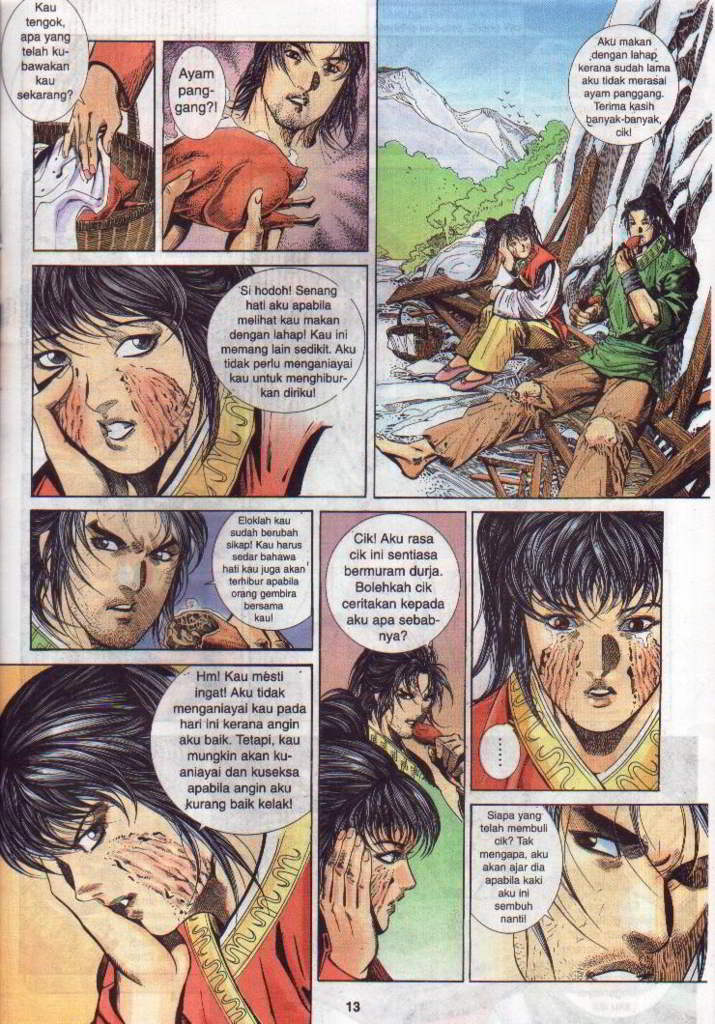 Kau
tengok,
apa yang
telah ku-
bawakan
kau
sekarang?
Ayam
pang-
gang?!
Aku makan
dengan lahap
kerana sudah lama
aku tidak merasai
ayam panggang.
Terima kasih
banyak-banyak,
cik!
Si hodoh! Senang
hati aku apabila
melihat kau makan
dengan lahap! Kau ini
memang lain sedikit. Aku
tidak perlu menganiayai
kau untuk menghibur-
kan diriku!
Eloklah kau
sudah berubah
sikap! Kau harus
sedar bahawa
hati kau juga akan
terhibur apabila
orang gembira
bersama
kau!
Cik! Aku rasa
cik ini sentiasa
bermuram durja.
Bolehkah cik
ceritakan kepada
aku apa sebab-
nya?
......
Hm! Kau mesti
ingat! Aku tidak
menganiayai kau pada
hari ini kerana angin
aku baik. Tetapi, kau
mungkin akan ku-
aniayai dan kuseksa
apabila angin aku
kurang baik kelak!
Siapa yang
telah membuli
cik? Tak
mengapa, aku
akan ajar dia
apabila kaki
aku ini
sembuh
nanti!
13